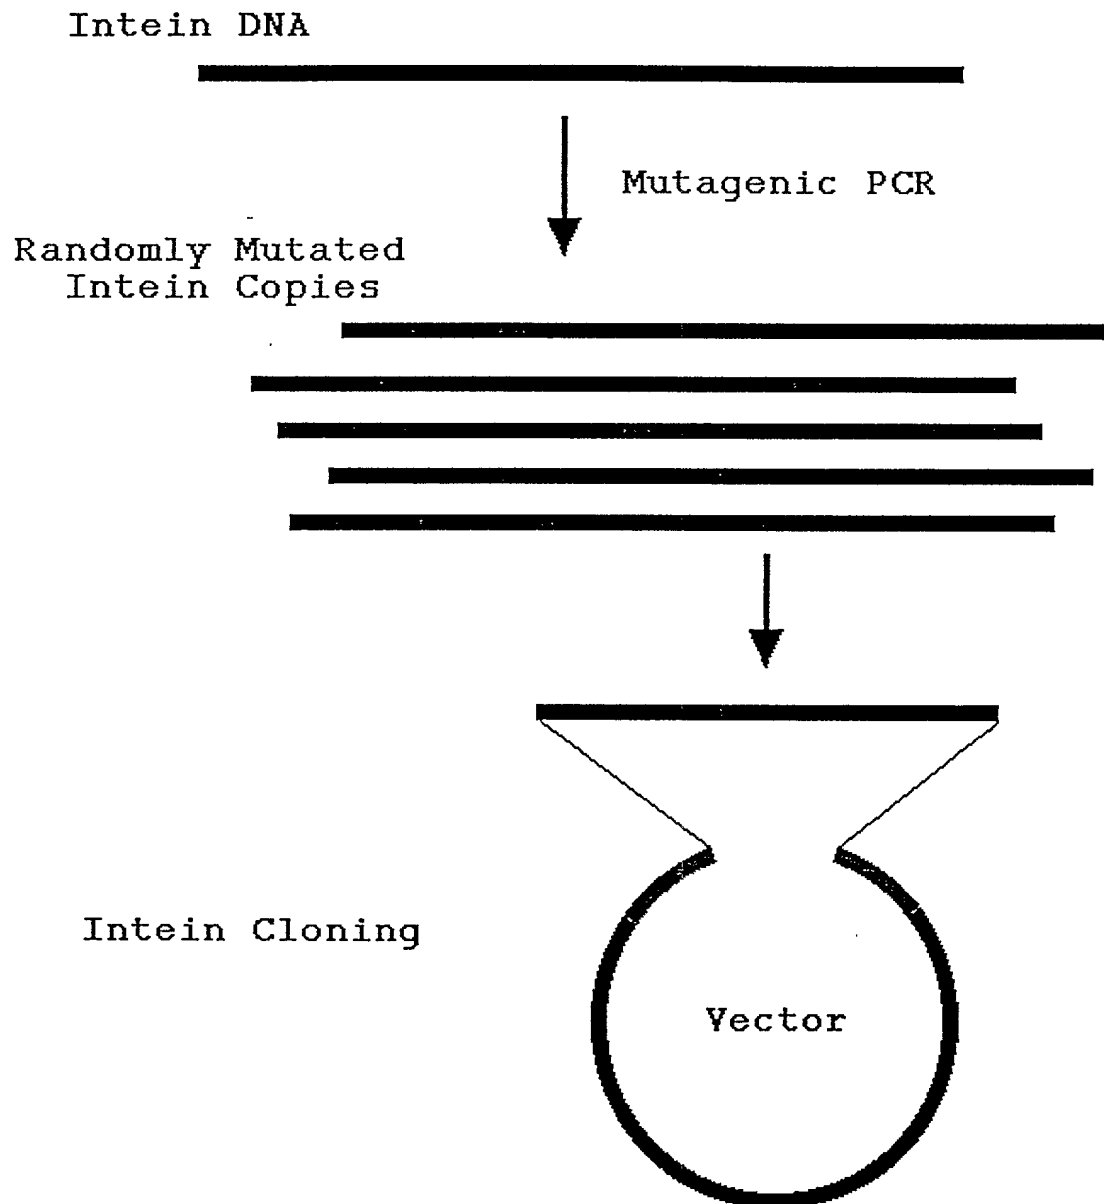 Intein DNA
Mutagenic PCR
Randomly Mutated
Intein Copies
Intein Cloning
Vector